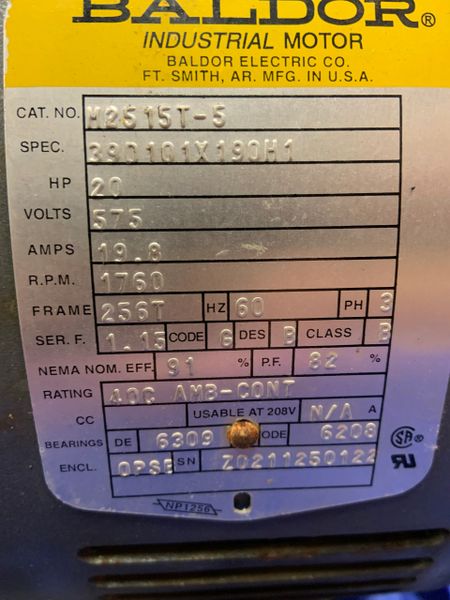 BALDOR®
INDUSTRIAL MOTOR
BALDOR ELECTRIC CO.
FT. SMITH, AR. MFG. IN U.S.A.
CAT. NO. M2515T-5
SPEC. 39D101X190H1
HP 20
VOLTS 575
AMPS 19.8
R.P.M. 1760
FRAME 256T HZ 60 PH 3
SER. F. 1.15 CODE G DES B CLASS B
NEMA NOM. EFF. 91 % P.F. 82 %
RATING 40C AMB-CONT
CC USABLE AT 208V N/A A
BEARINGS DE 6309 ODE 6208
ENCL. OPSB SN Z0211250122
NP1256